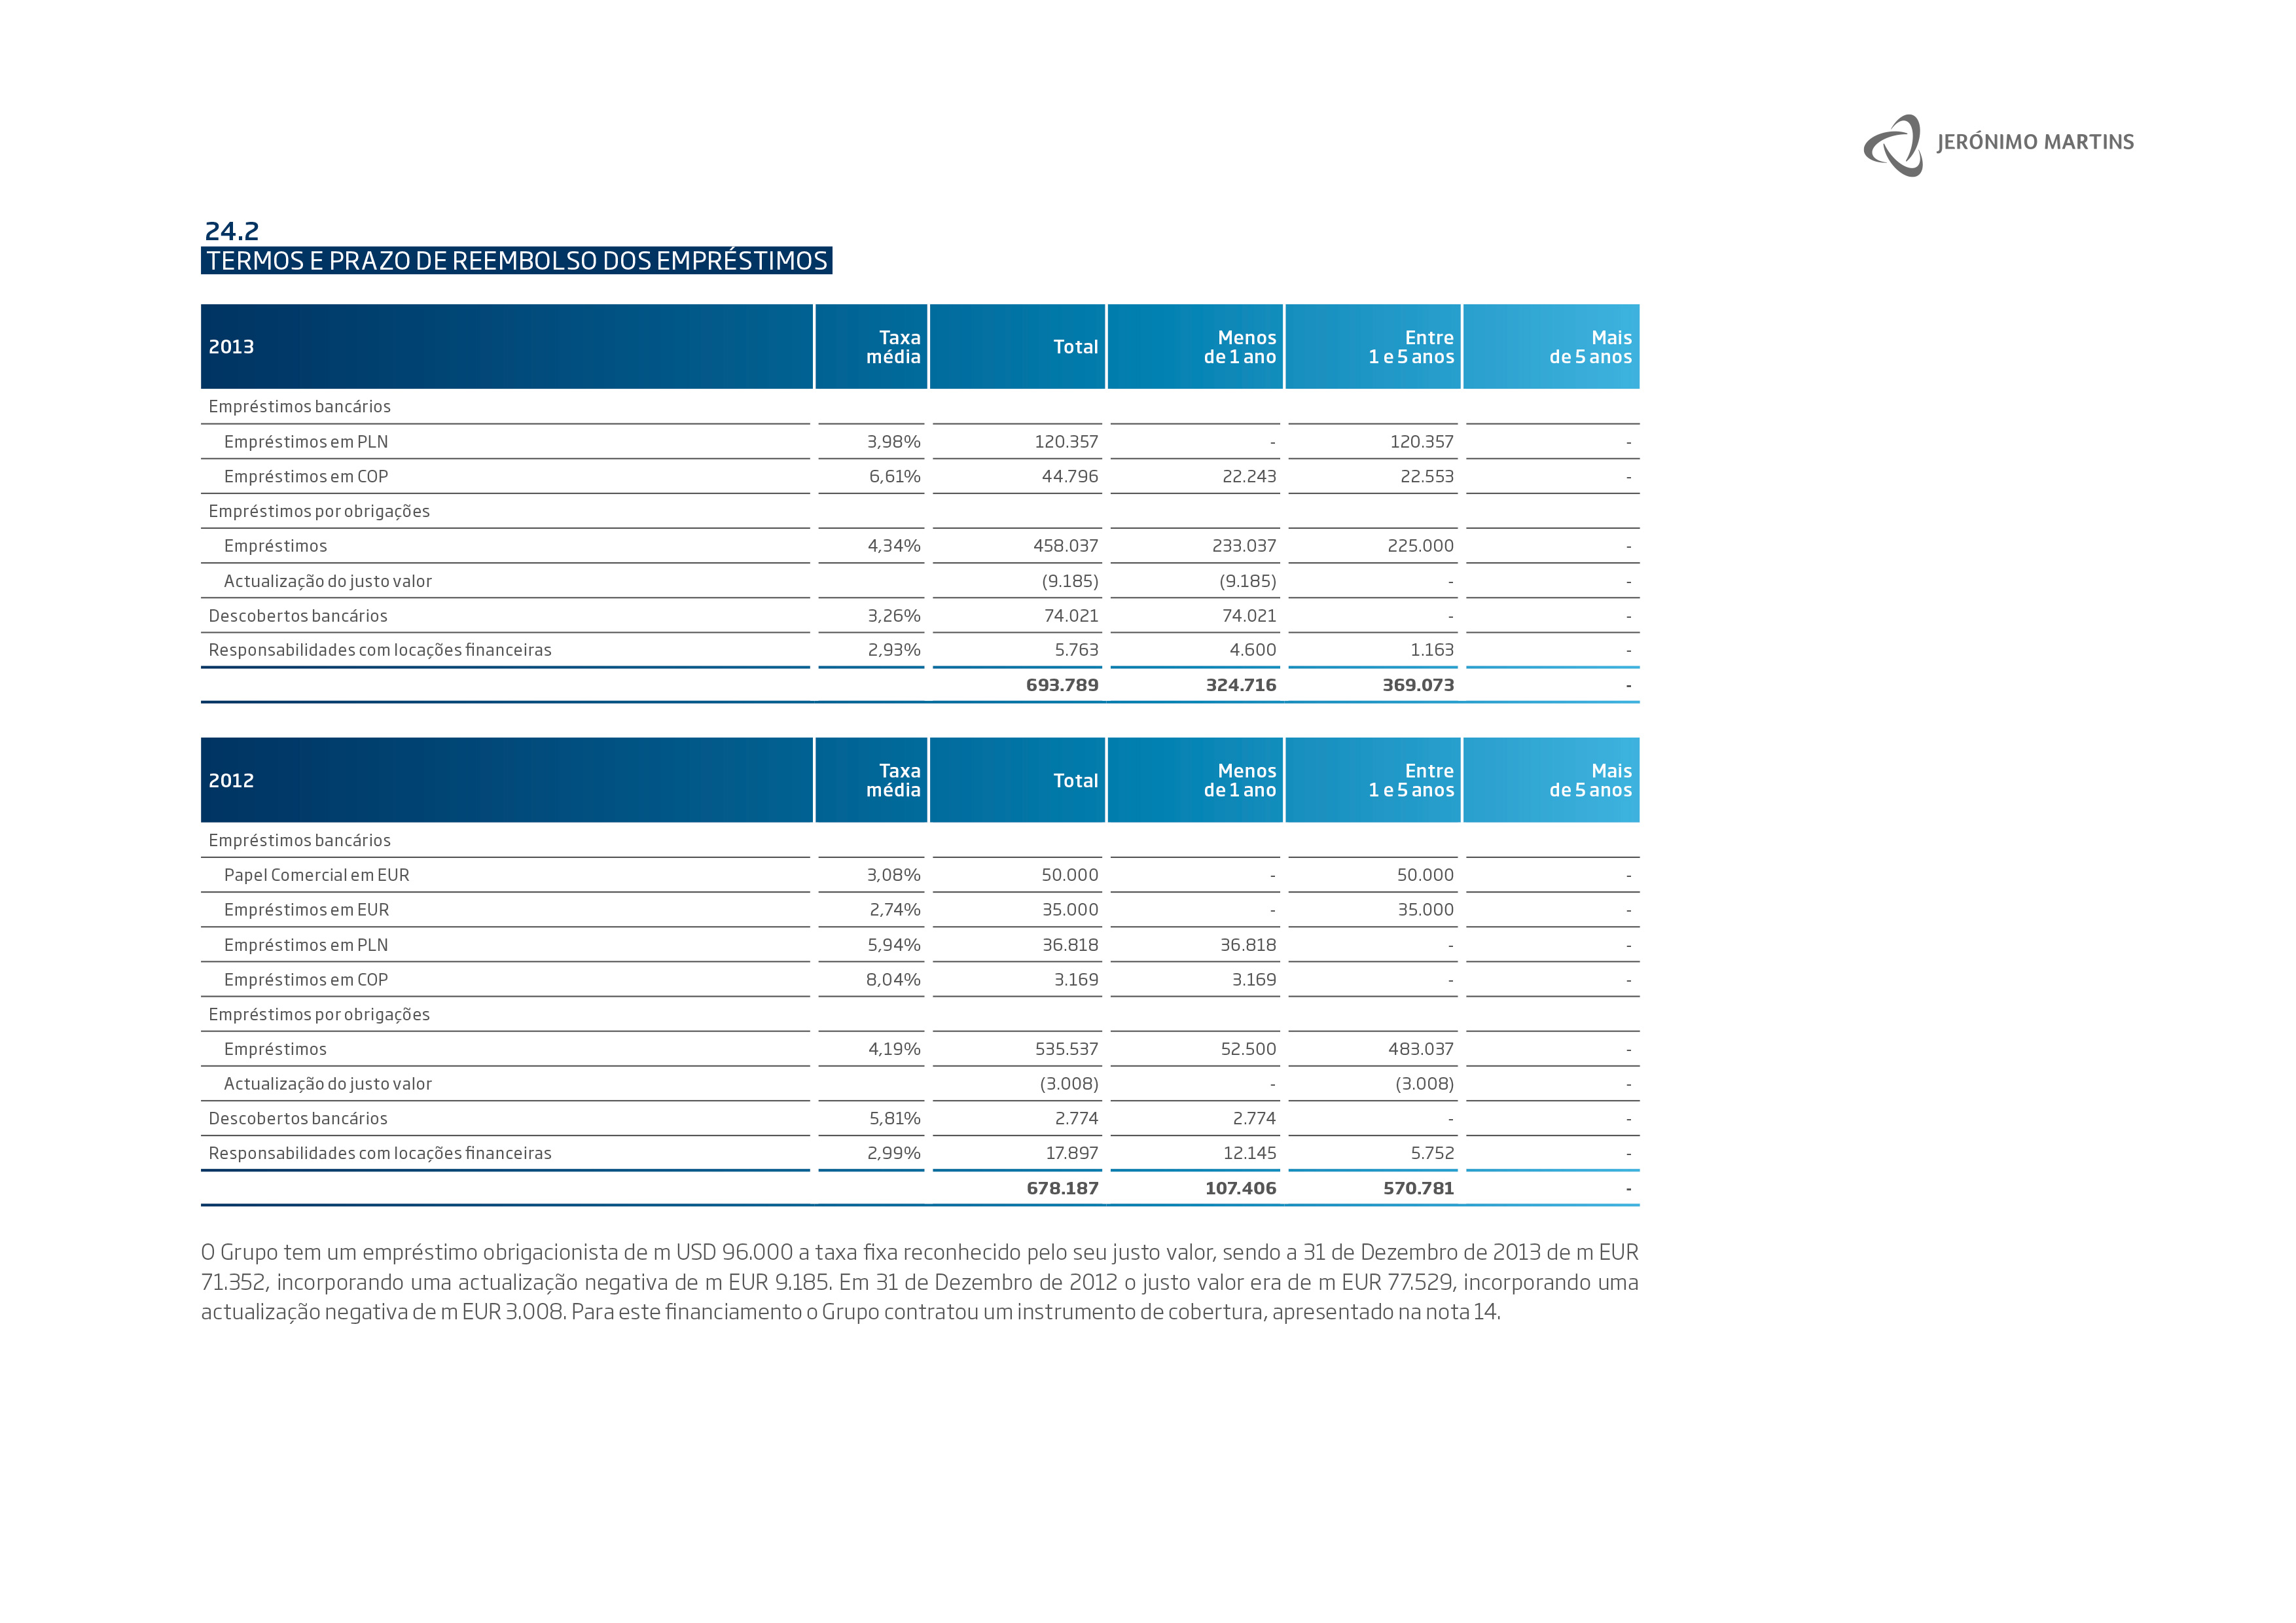 JERÓNIMO MARTINS
24.2
TERMOS E PRAZO DE REEMBOLSO DOS EMPRÉSTIMOS
2013 Taxa média Total Menos de 1 ano Entre 1 e 5 anos Mais de 5 anos
Empréstimos bancários
Empréstimos em PLN 3,98% 120.357 - 120.357 -
Empréstimos em COP 6,61% 44.796 22.243 22.553 -
Empréstimos por obrigações
Empréstimos 4,34% 458.037 233.037 225.000 -
Actualização do justo valor (9.185) (9.185) - -
Descobertos bancários 3,26% 74.021 74.021 - -
Responsabilidades com locações financeiras 2,93% 5.763 4.600 1.163 -
693.789 324.716 369.073 -
2012 Taxa média Total Menos de 1 ano Entre 1 e 5 anos Mais de 5 anos
Empréstimos bancários
Papel Comercial em EUR 3,08% 50.000 - 50.000 -
Empréstimos em EUR 2,74% 35.000 - 35.000 -
Empréstimos em PLN 5,94% 36.818 36.818 - -
Empréstimos em COP 8,04% 3.169 3.169 - -
Empréstimos por obrigações
Empréstimos 4,19% 535.537 52.500 483.037 -
Actualização do justo valor (3.008) - (3.008) -
Descobertos bancários 5,81% 2.774 2.774 - -
Responsabilidades com locações financeiras 2,99% 17.897 12.145 5.752 -
678.187 107.406 570.781 -
O Grupo tem um empréstimo obrigacionista de m USD 96.000 a taxa fixa reconhecido pelo seu justo valor, sendo a 31 de Dezembro de 2013 de m EUR
71.352, incorporando uma actualização negativa de m EUR 9.185. Em 31 de Dezembro de 2012 o justo valor era de m EUR 77.529, incorporando uma
actualização negativa de m EUR 3.008. Para este financiamento o Grupo contratou um instrumento de cobertura, apresentado na nota 14.